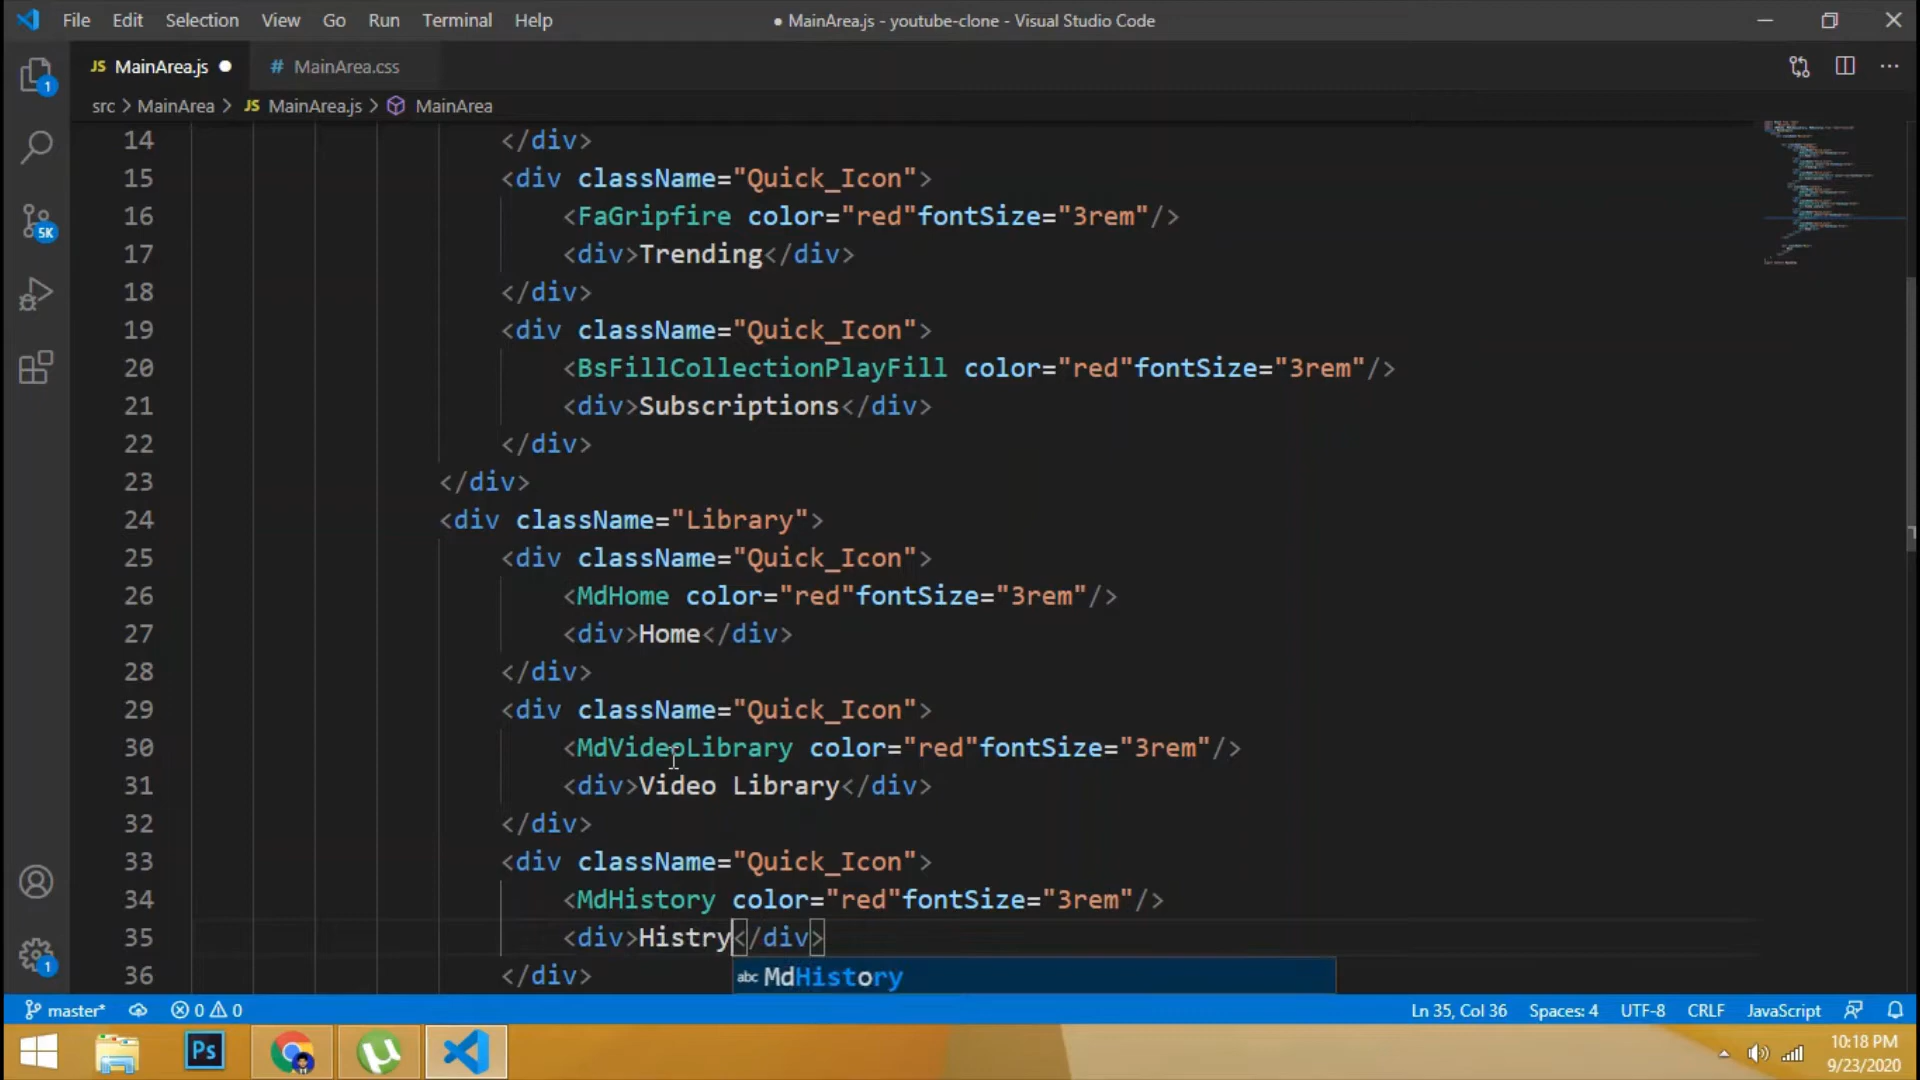 File Edit Selection View Go Run Terminal Help
● MainArea.js - youtube-clone - Visual Studio Code
JS MainArea.js ● # MainArea.css
src > MainArea > JS MainArea.js > MainArea
14 </div>
15 <div className="Quick_Icon">
16 <FaGripfire color="red"fontSize="3rem"/>
17 <div>Trending</div>
18 </div>
19 <div className="Quick_Icon">
20 <BsFillCollectionPlayFill color="red"fontSize="3rem"/>
21 <div>Subscriptions</div>
22 </div>
23 </div>
24 <div className="Library">
25 <div className="Quick_Icon">
26 <MdHome color="red"fontSize="3rem"/>
27 <div>Home</div>
28 </div>
29 <div className="Quick_Icon">
30 <MdVideoLibrary color="red"fontSize="3rem"/>
31 <div>Video Library</div>
32 </div>
33 <div className="Quick_Icon">
34 <MdHistory color="red"fontSize="3rem"/>
35 <div>Histry</div>
36 </div>
abc MdHistory
1
5K
1
master* 0 0 Ln 35, Col 36 Spaces: 4 UTF-8 CRLF JavaScript
Ps
10:18 PM
9/23/2020